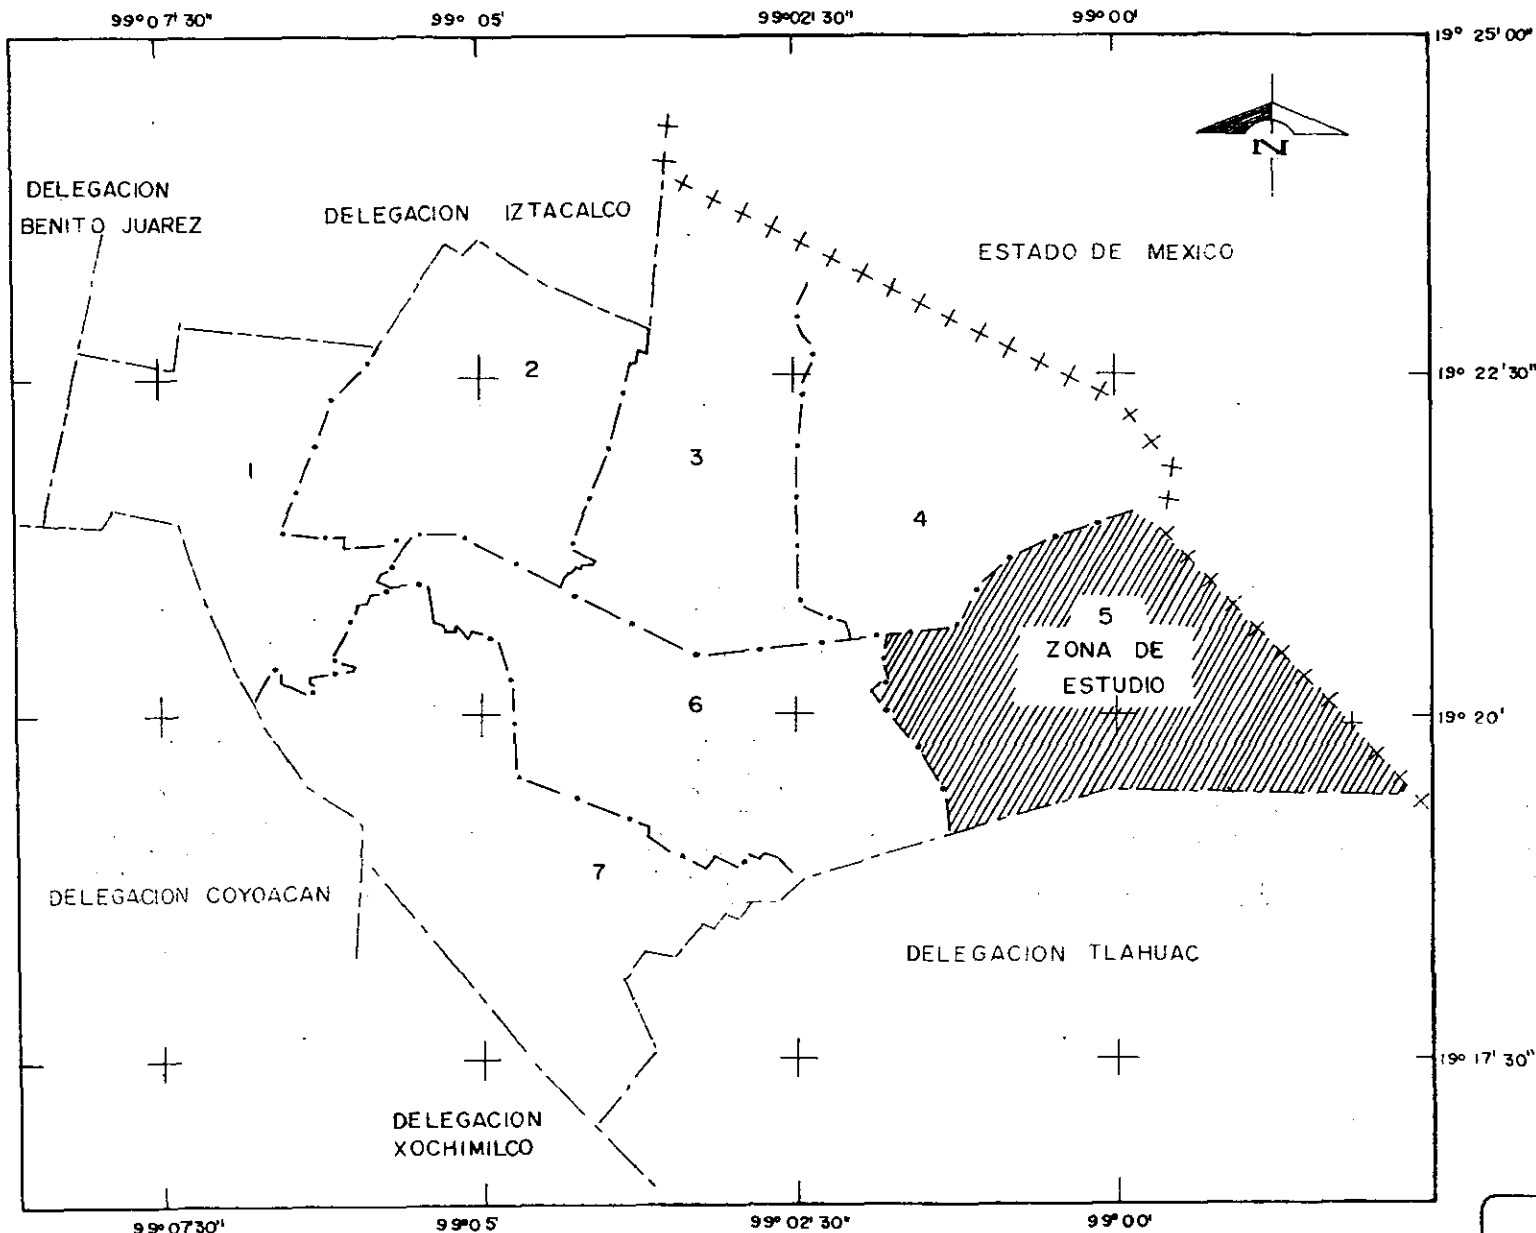 99°07'30" 99° 05' 99°02'30" 99°00'
19° 25'00"
N
DELEGACION
BENITO JUAREZ
DELEGACION IZTACALCO
ESTADO DE MEXICO
2
19° 22'30"
1
3
4
5
ZONA DE
ESTUDIO
6
19° 20'
7
DELEGACION COYOACAN
DELEGACION TLAHUAC
19° 17'30"
DELEGACION
XOCHIMILCO
99°07'30" 99°05' 99°02'30" 99°00'